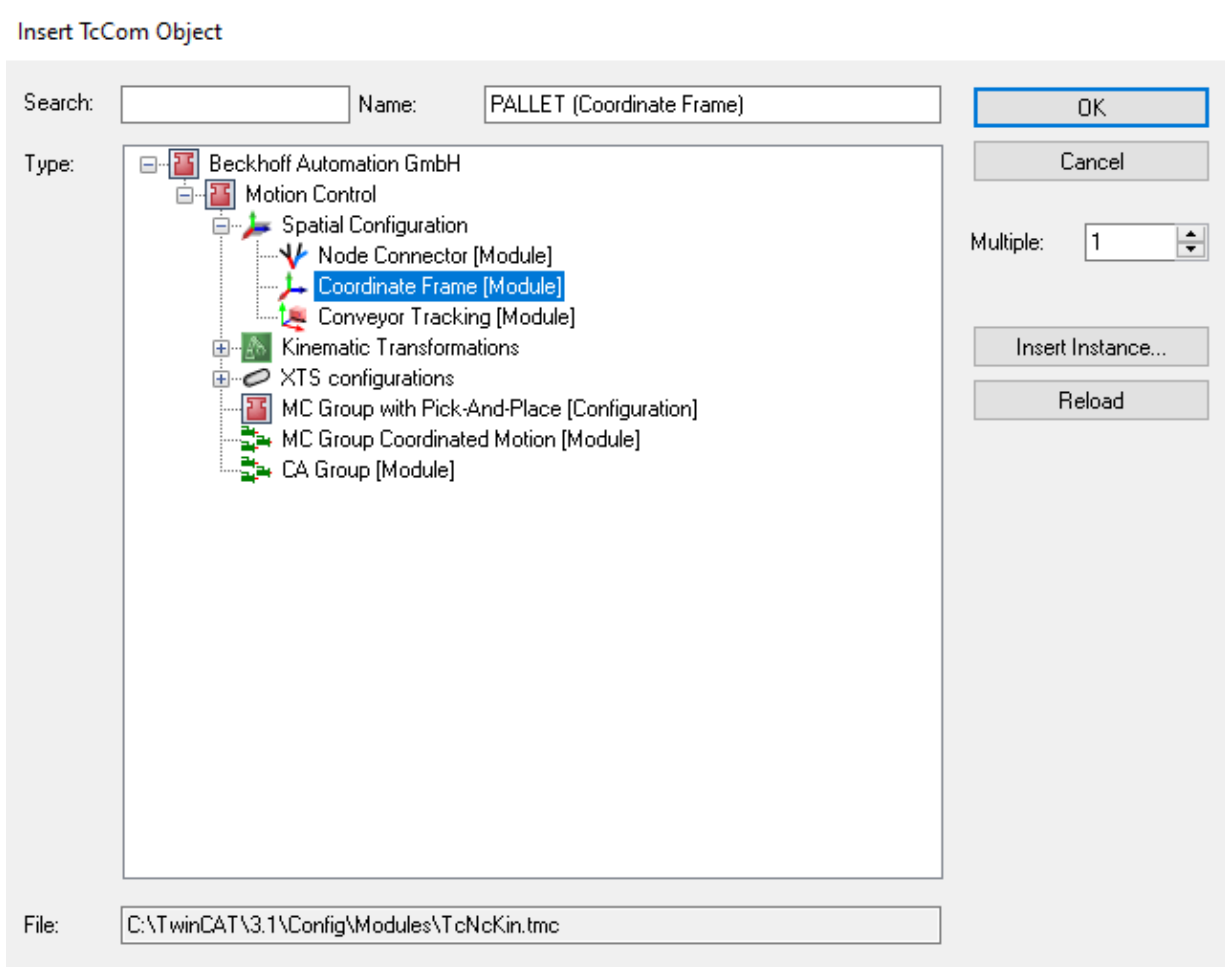 Insert TcCom Object
Search:
Name:
PALLET (Coordinate Frame)
OK
Type:
Beckhoff Automation GmbH
Cancel
Motion Control
Spatial Configuration
Node Connector [Module]
Multiple:
1
Coordinate Frame [Module]
Conveyor Tracking [Module]
Kinematic Transformations
Insert Instance...
XTS configurations
MC Group with Pick-And-Place [Configuration]
Reload
MC Group Coordinated Motion [Module]
CA Group [Module]
File:
C:\TwinCAT\3.1\Config\Modules\TcNcKin.tmc